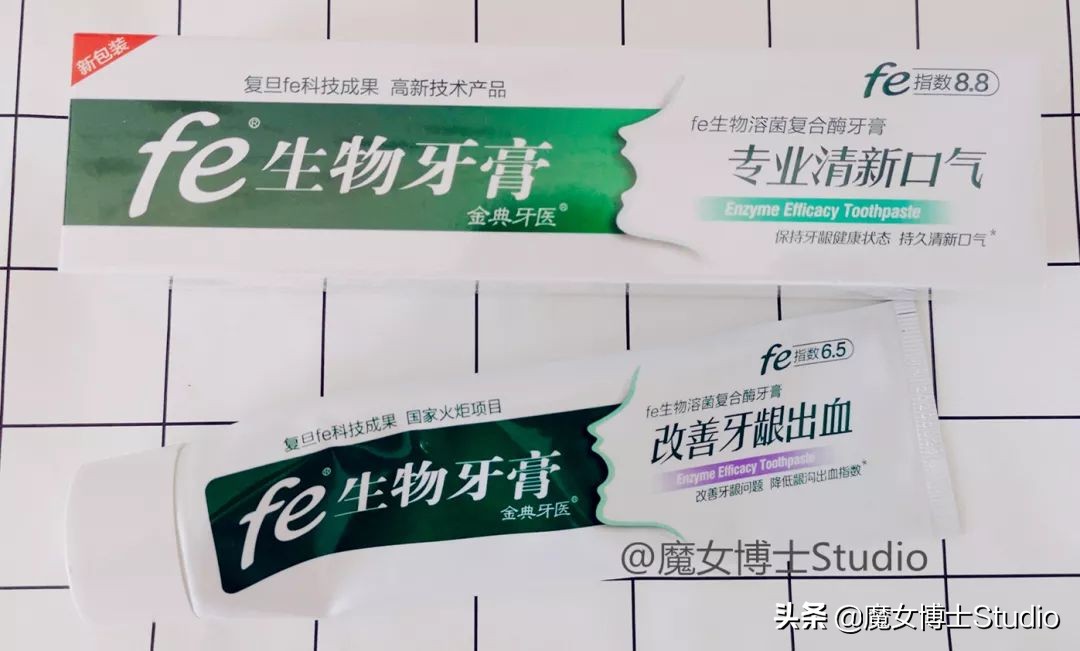 新包装
复旦fe科技成果 高新技术产品
fe指数8.8
fe®生物牙膏
金典牙医®
fe生物溶菌复合酶牙膏
专业清新口气
Enzyme Efficacy Toothpaste
保持牙龈健康状态 持久清新口气*
fe指数6.5
复旦fe科技成果 国家火炬项目
fe®生物牙膏
金典牙医®
fe生物溶菌复合酶牙膏
改善牙龈出血
Enzyme Efficacy Toothpaste
改善牙龈问题 降低龈沟出血指数*
@魔女博士Studio
头条 @魔女博士Studio